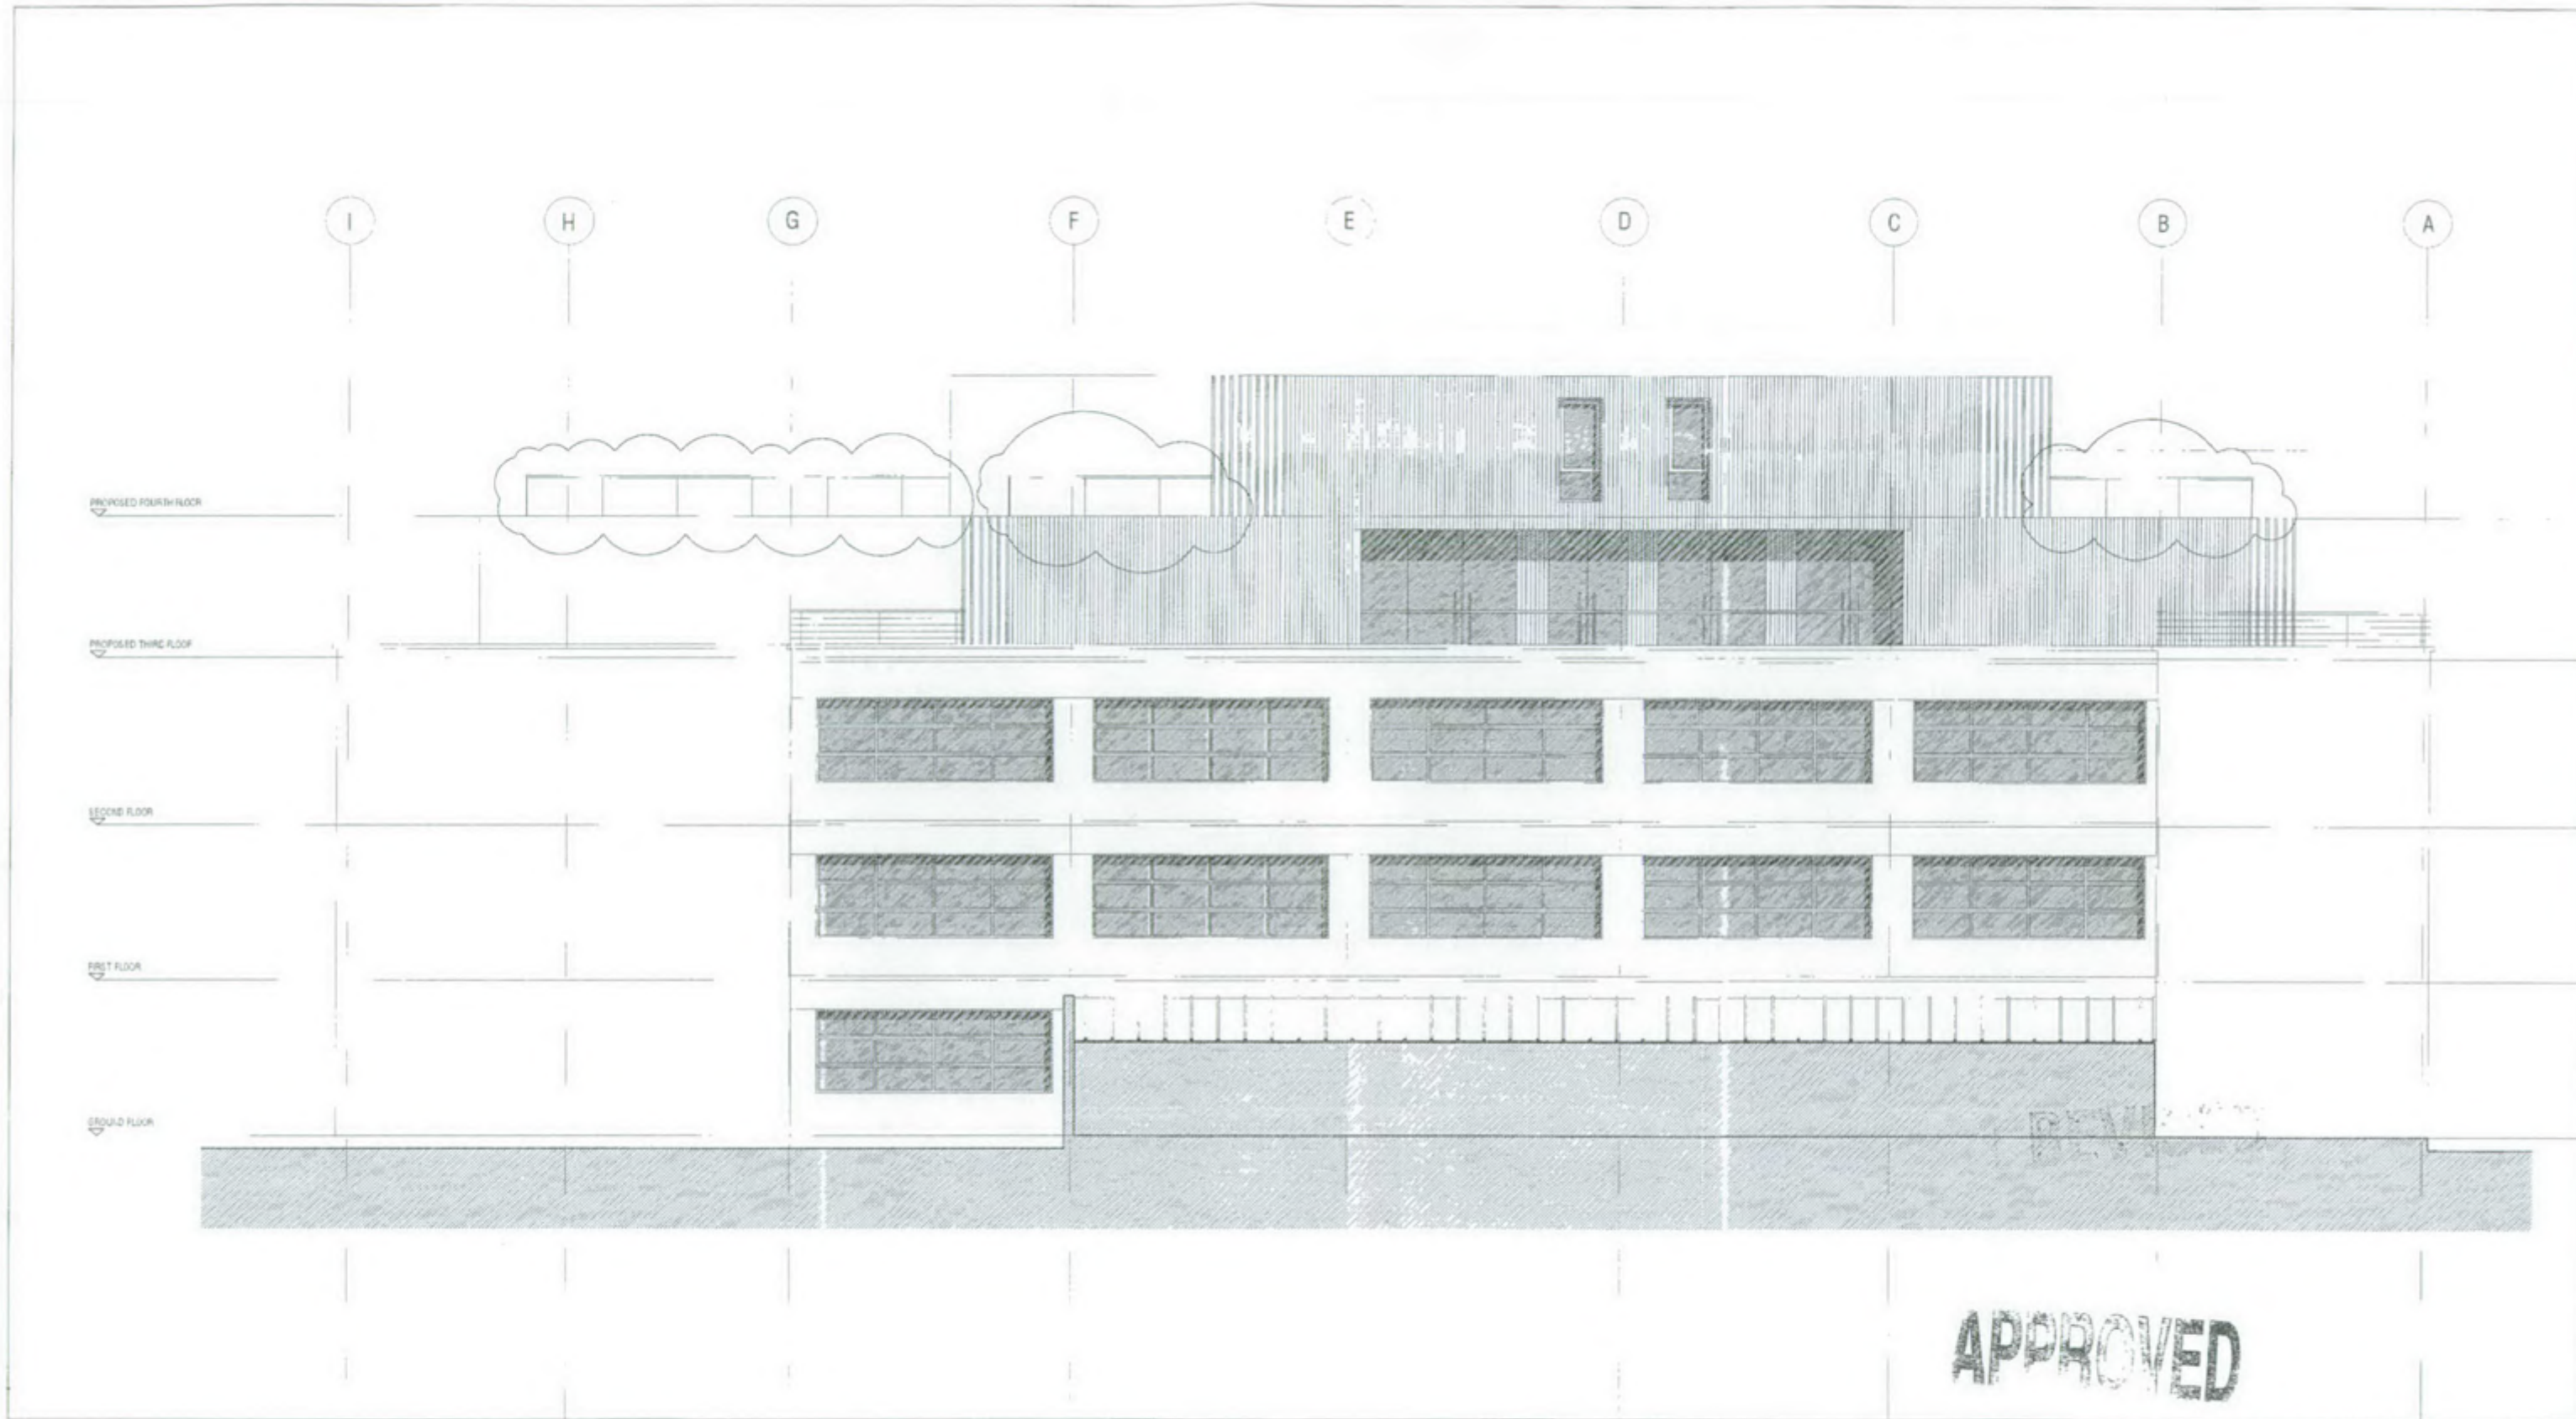 I H G F E D C B A
PROPOSED FOURTH FLOOR
PROPOSED THIRD FLOOR
SECOND FLOOR
FIRST FLOOR
GROUND FLOOR
APPROVED